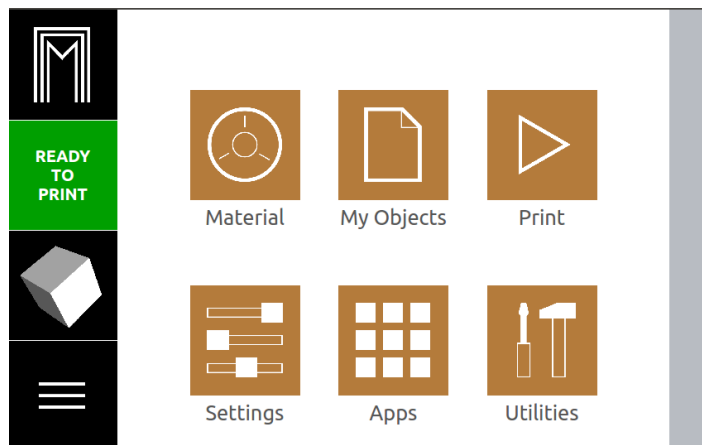 READY
TO
PRINT
Material
My Objects
Print
Settings
Apps
Utilities